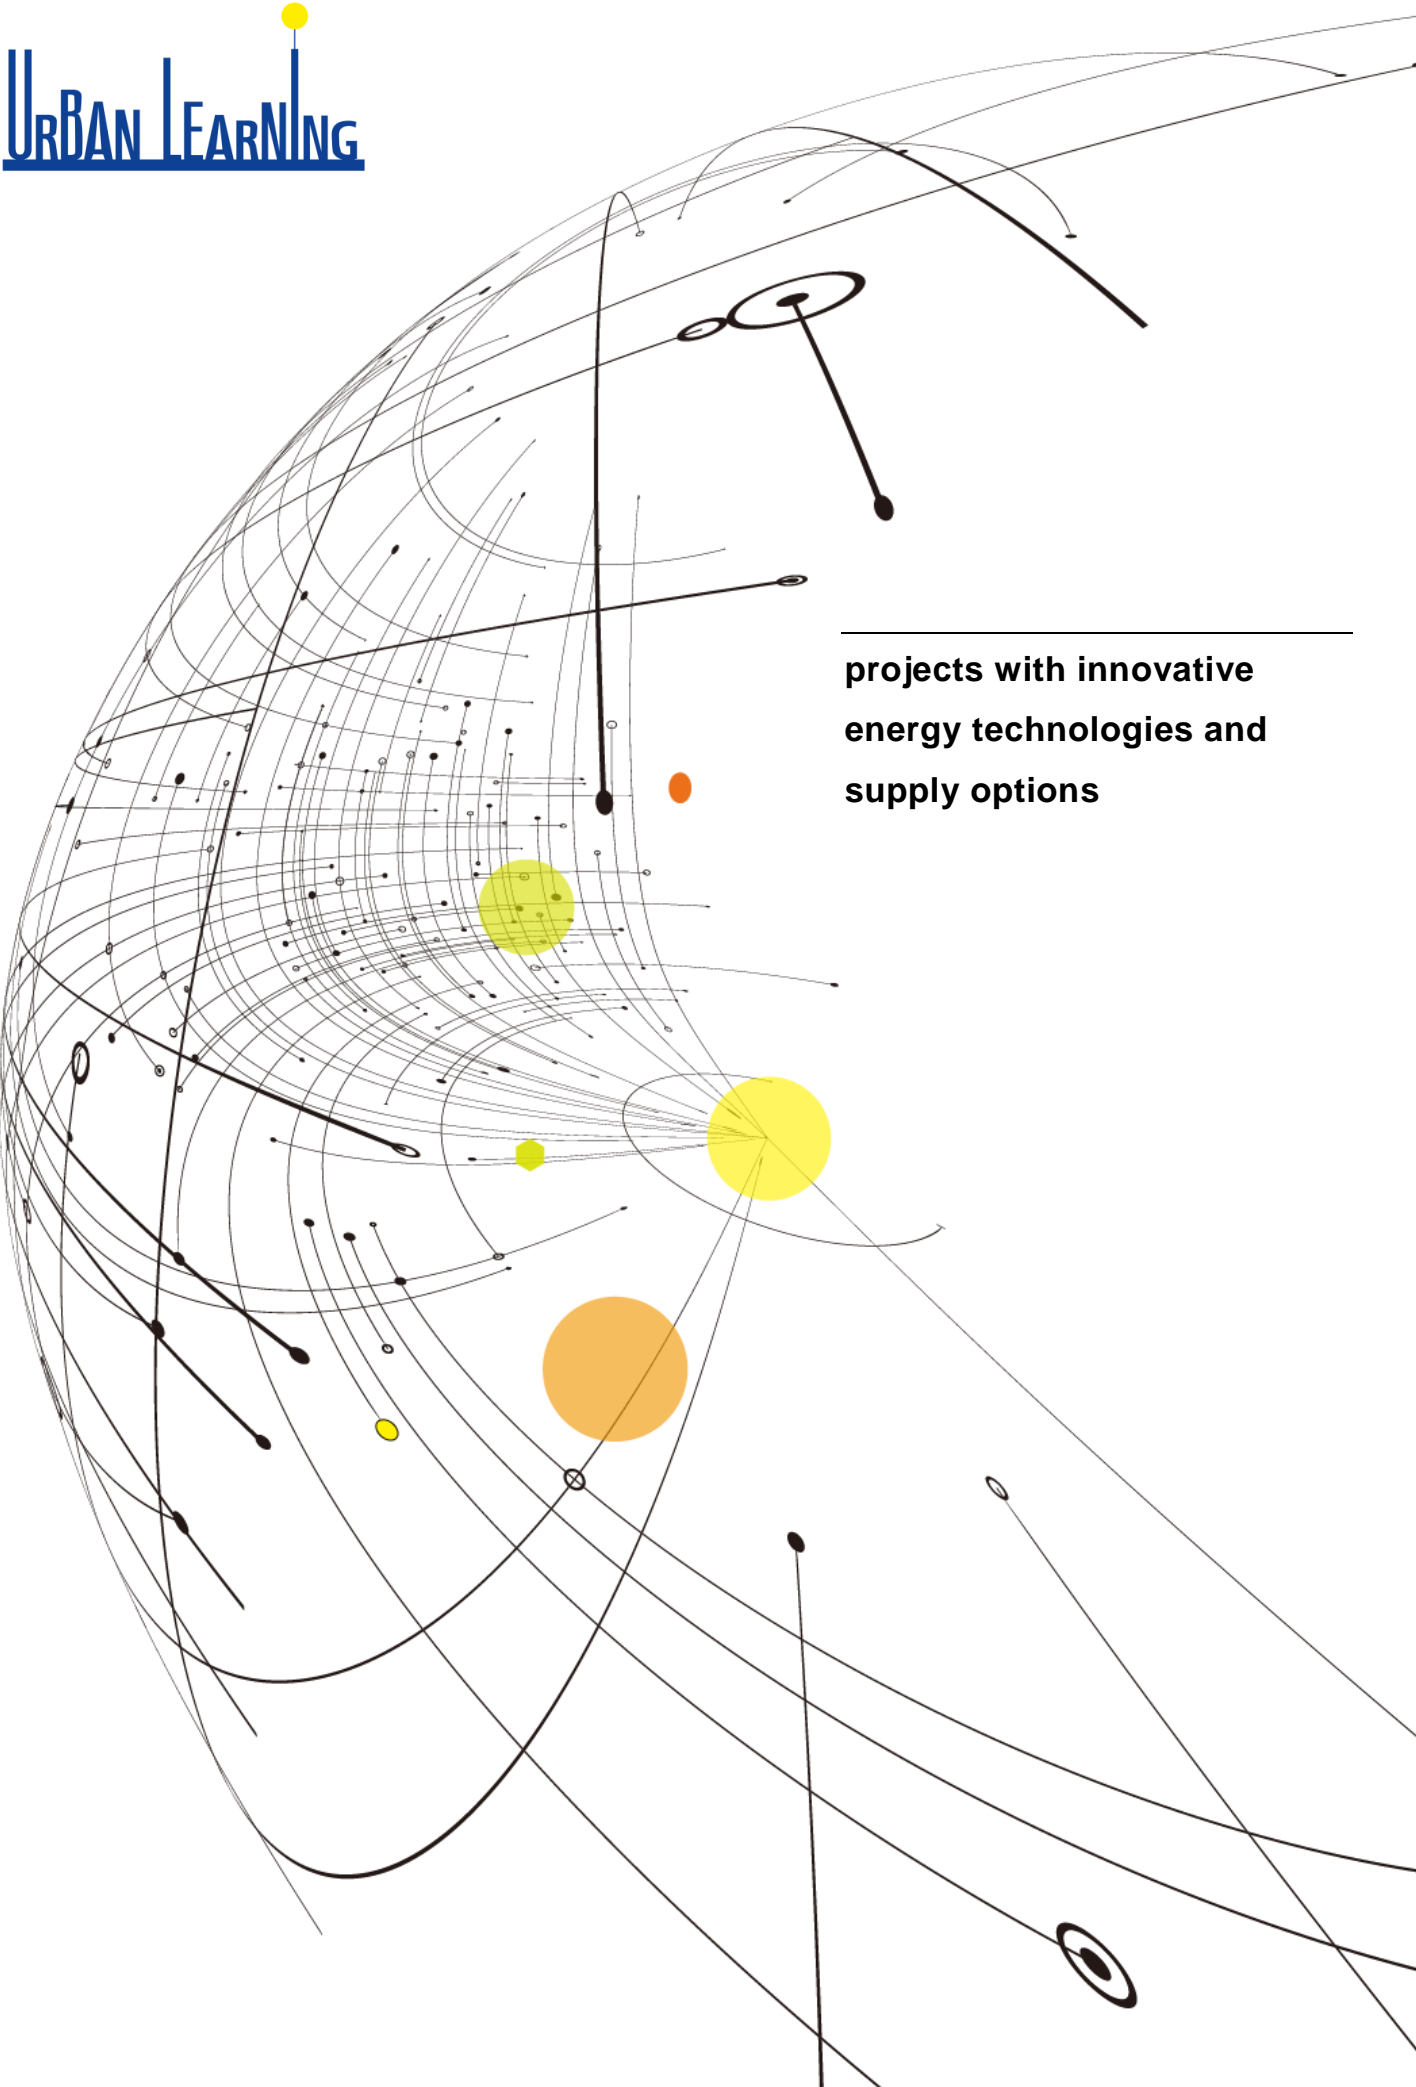 URBAN LEARNING
projects with innovative
energy technologies and
supply options